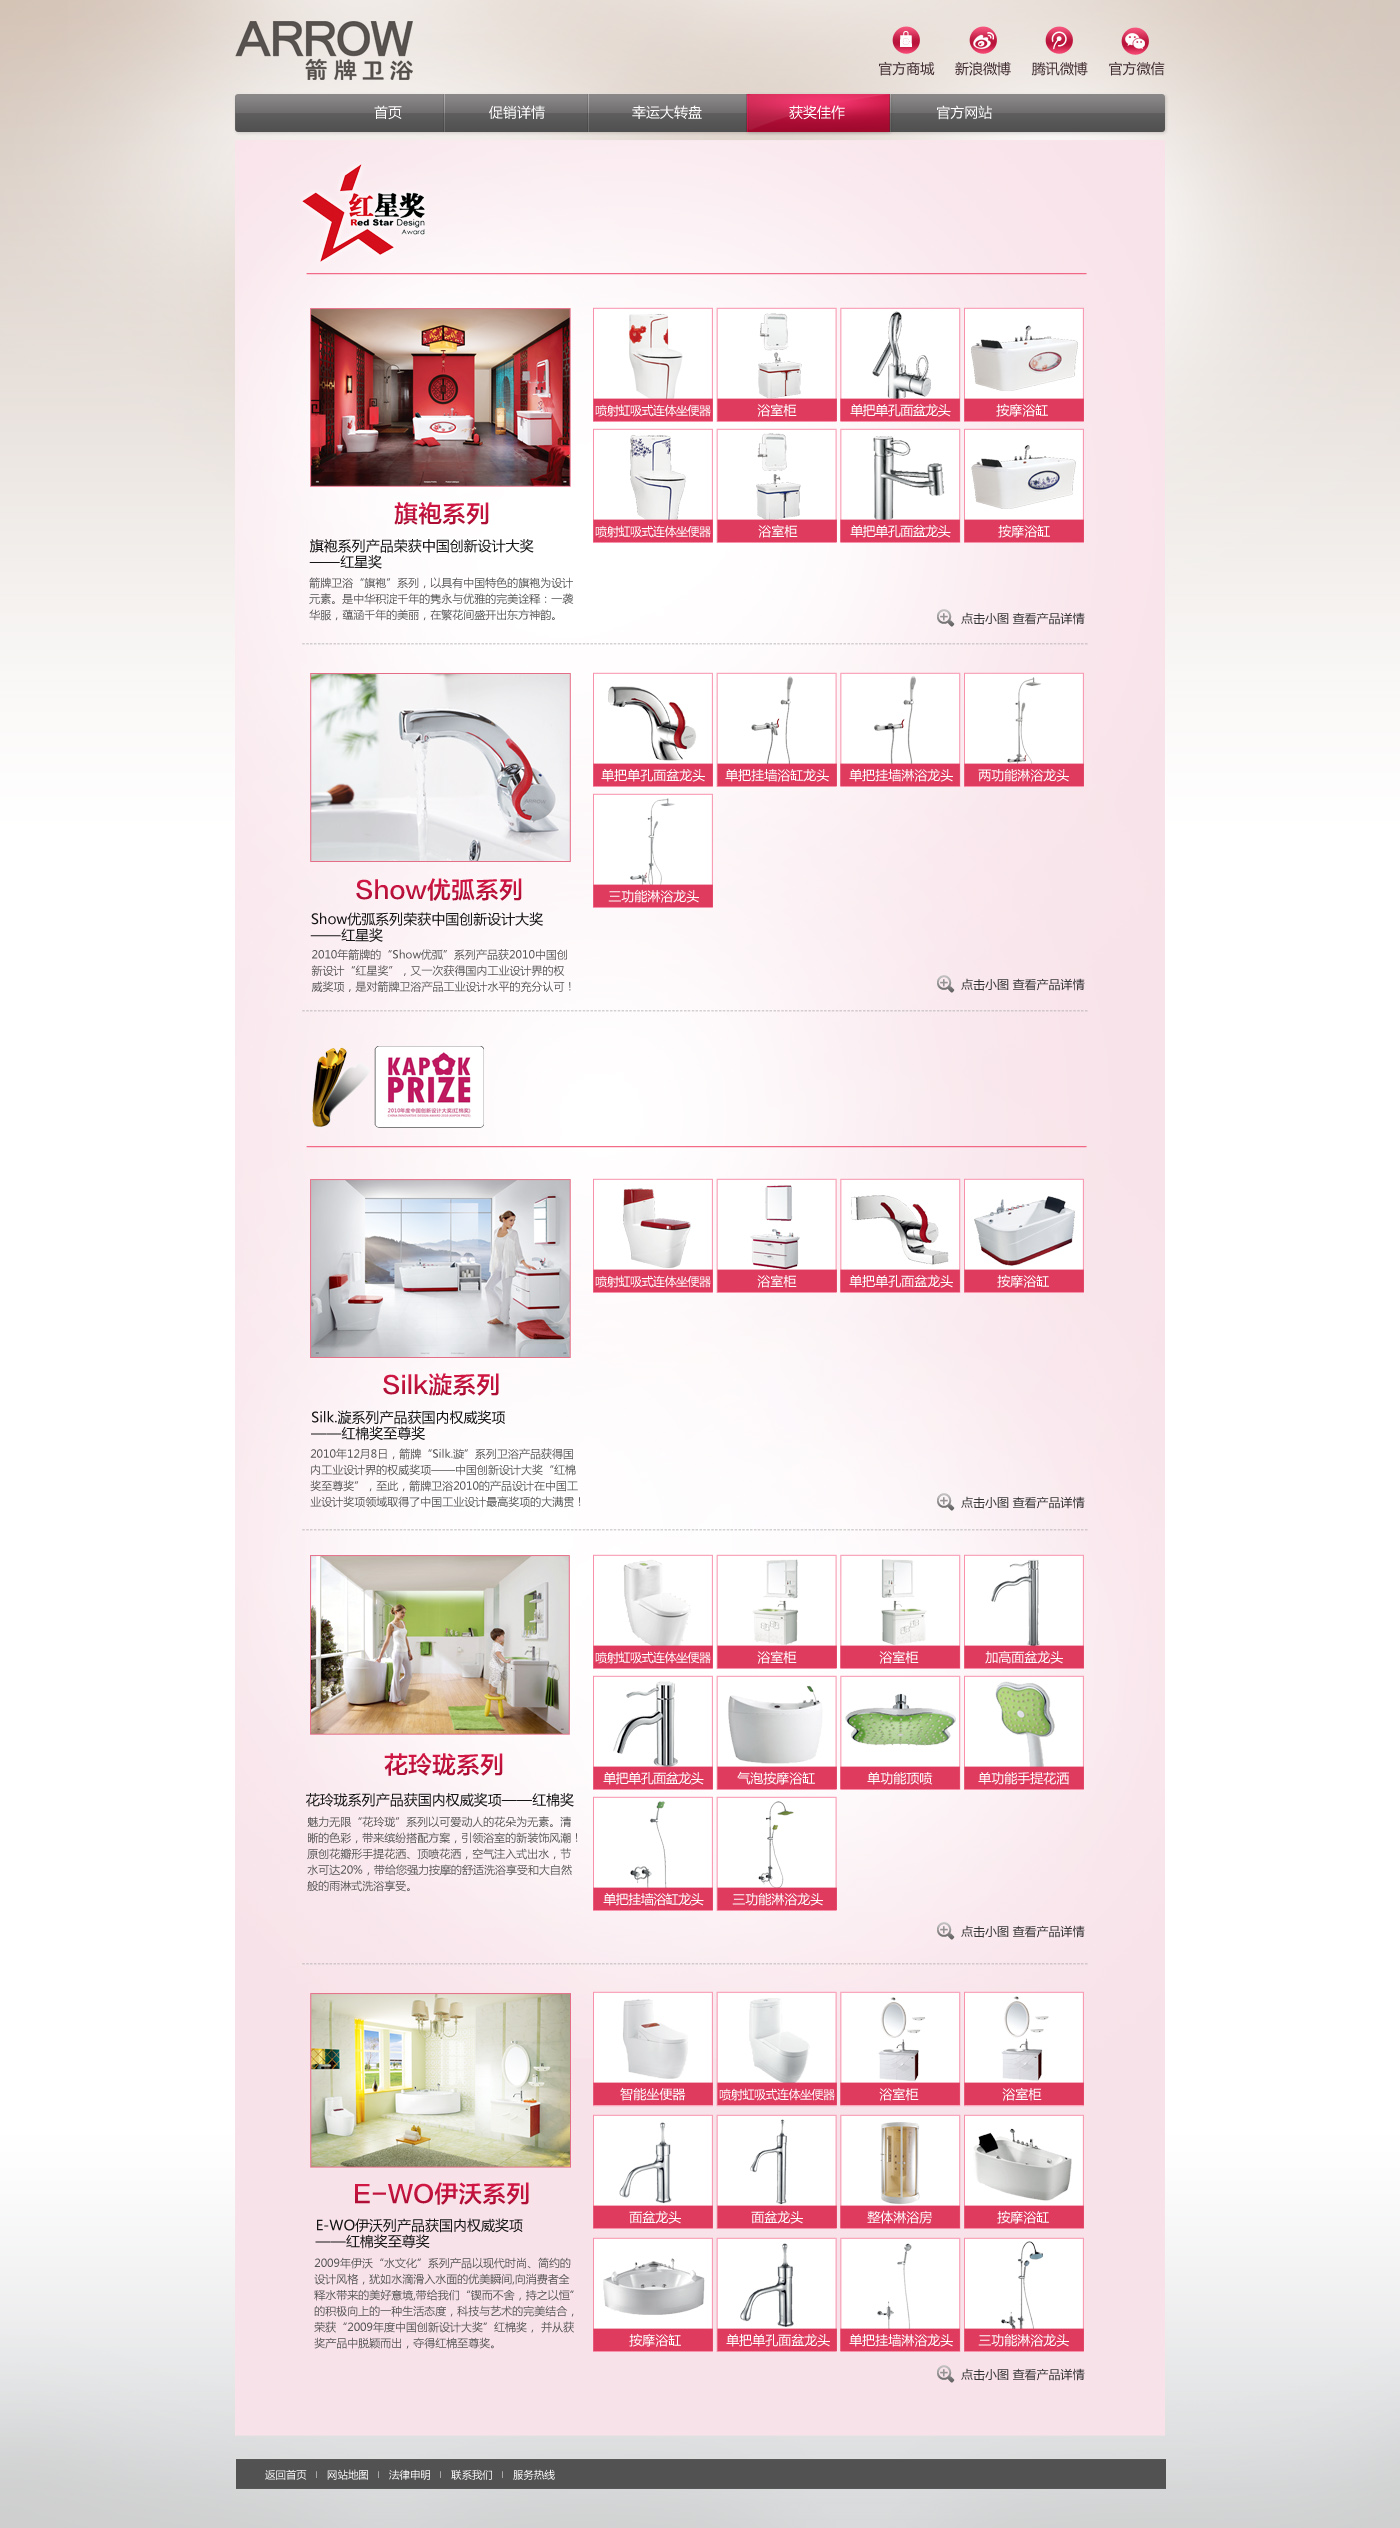 ARROW
箭牌卫浴
官方商城 新浪微博 腾讯微博 官方微信
首页 促销详情 幸运大转盘 获奖佳作 官方网站
红星奖
Red Star Design
Award
喷射虹吸式连体坐便器 浴室柜 单把单孔面盆龙头 按摩浴缸
喷射虹吸式连体坐便器 浴室柜 单把单孔面盆龙头 按摩浴缸
旗袍系列
旗袍系列产品荣获中国创新设计大奖
——红星奖
箭牌卫浴“旗袍”系列，以具有中国特色的旗袍为设计
元素。是中华积淀千年的隽永与优雅的完美诠释：一袭
华服，蕴涵千年的美丽，在繁花间盛开出东方神韵。
点击小图 查看产品详情
单把单孔面盆龙头 单把挂墙浴缸龙头 单把挂墙淋浴龙头 两功能淋浴龙头
三功能淋浴龙头
Show优弧系列
Show优弧系列荣获中国创新设计大奖
——红星奖
2010年箭牌的“Show优弧”系列产品获2010中国创
新设计“红星奖”，又一次获得国内工业设计界的权
威奖项，是对箭牌卫浴产品工业设计水平的充分认可！
点击小图 查看产品详情
KAPOK
PRIZE
2010年度中国创新设计大奖(红棉奖)
喷射虹吸式连体坐便器 浴室柜 单把单孔面盆龙头 按摩浴缸
Silk漩系列
Silk.漩系列产品获国内权威奖项
——红棉奖至尊奖
2010年12月8日，箭牌“Silk.漩”系列卫浴产品获得国
内工业设计界的权威奖项——中国创新设计大奖“红棉
奖至尊奖”，至此，箭牌卫浴2010的产品设计在中国工
业设计奖项领域取得了中国工业设计最高奖项的大满贯！
点击小图 查看产品详情
喷射虹吸式连体坐便器 浴室柜 浴室柜 加高面盆龙头
单把单孔面盆龙头 气泡按摩浴缸 单功能顶喷 单功能手提花洒
单把挂墙浴缸龙头 三功能淋浴龙头
花玲珑系列
花玲珑系列产品获国内权威奖项——红棉奖
魅力无限“花玲珑”系列以可爱动人的花朵为无素。清
晰的色彩，带来缤纷搭配方案，引领浴室的新装饰风潮！
原创花瓣形手提花洒、顶喷花洒，空气注入式出水，节
水可达20%，带给您强力按摩的舒适洗浴享受和大自然
般的雨淋式洗浴享受。
点击小图 查看产品详情
智能坐便器 喷射虹吸式连体坐便器 浴室柜 浴室柜
面盆龙头 面盆龙头 整体淋浴房 按摩浴缸
按摩浴缸 单把单孔面盆龙头 单把挂墙淋浴龙头 三功能淋浴龙头
E-WO伊沃系列
E-WO伊沃列产品获国内权威奖项
——红棉奖至尊奖
2009年伊沃“水文化”系列产品以现代时尚、简约的
设计风格，犹如水滴滑入水面的优美瞬间,向消费者全
释水带来的美好意境,带给我们“锲而不舍，持之以恒”
的积极向上的一种生活态度，科技与艺术的完美结合，
荣获“2009年度中国创新设计大奖”红棉奖， 并从获
奖产品中脱颖而出，夺得红棉至尊奖。
点击小图 查看产品详情
返回首页 | 网站地图 | 法律申明 | 联系我们 | 服务热线